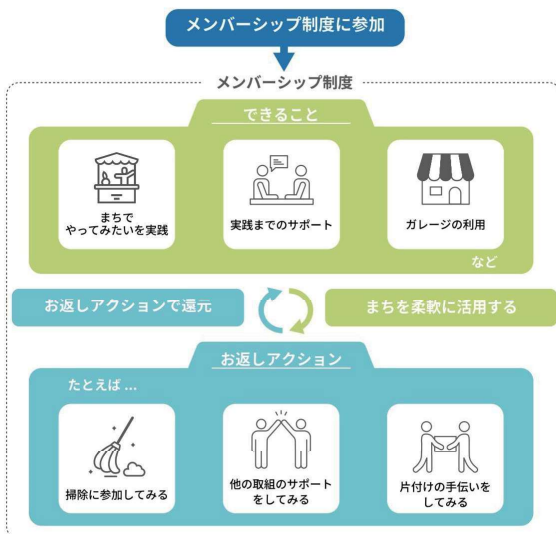 メンバーシップ制度に参加
メンバーシップ制度
できること
まちで
やってみたいを実践
実践までのサポート
ガレージの利用
など
お返しアクションで還元
まちを柔軟に活用する
お返しアクション
たとえば ...
掃除に参加してみる
他の取組のサポート
をしてみる
片付けの手伝いを
してみる